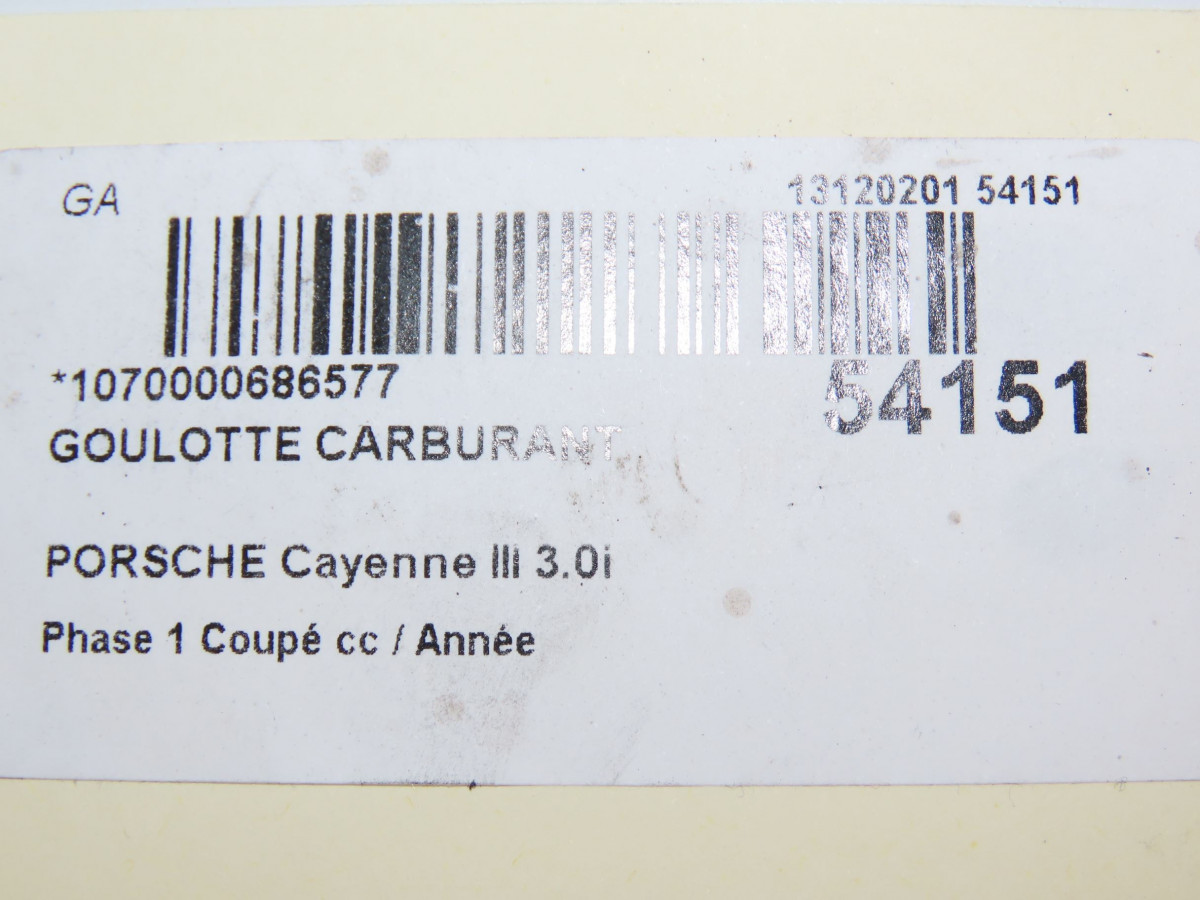 GA
13120201 54151
*1070000686577
54151
GOULOTTE CARBURANT
PORSCHE Cayenne III 3.0i
Phase 1 Coupé cc / Année